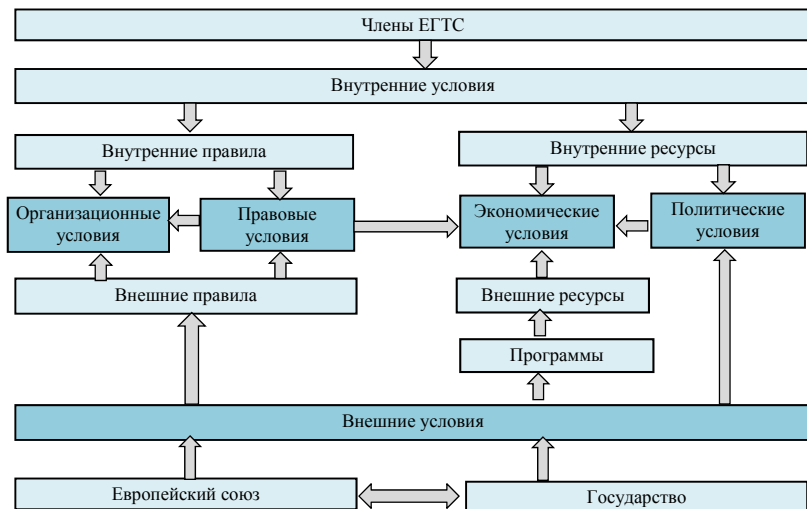 Члены ЕГТС
Внутренние условия
Внутренние правила
Внутренние ресурсы
Организационные
условия
Правовые
условия
Экономические
условия
Политические
условия
Внешние правила
Внешние ресурсы
Программы
Внешние условия
Европейский союз
Государство